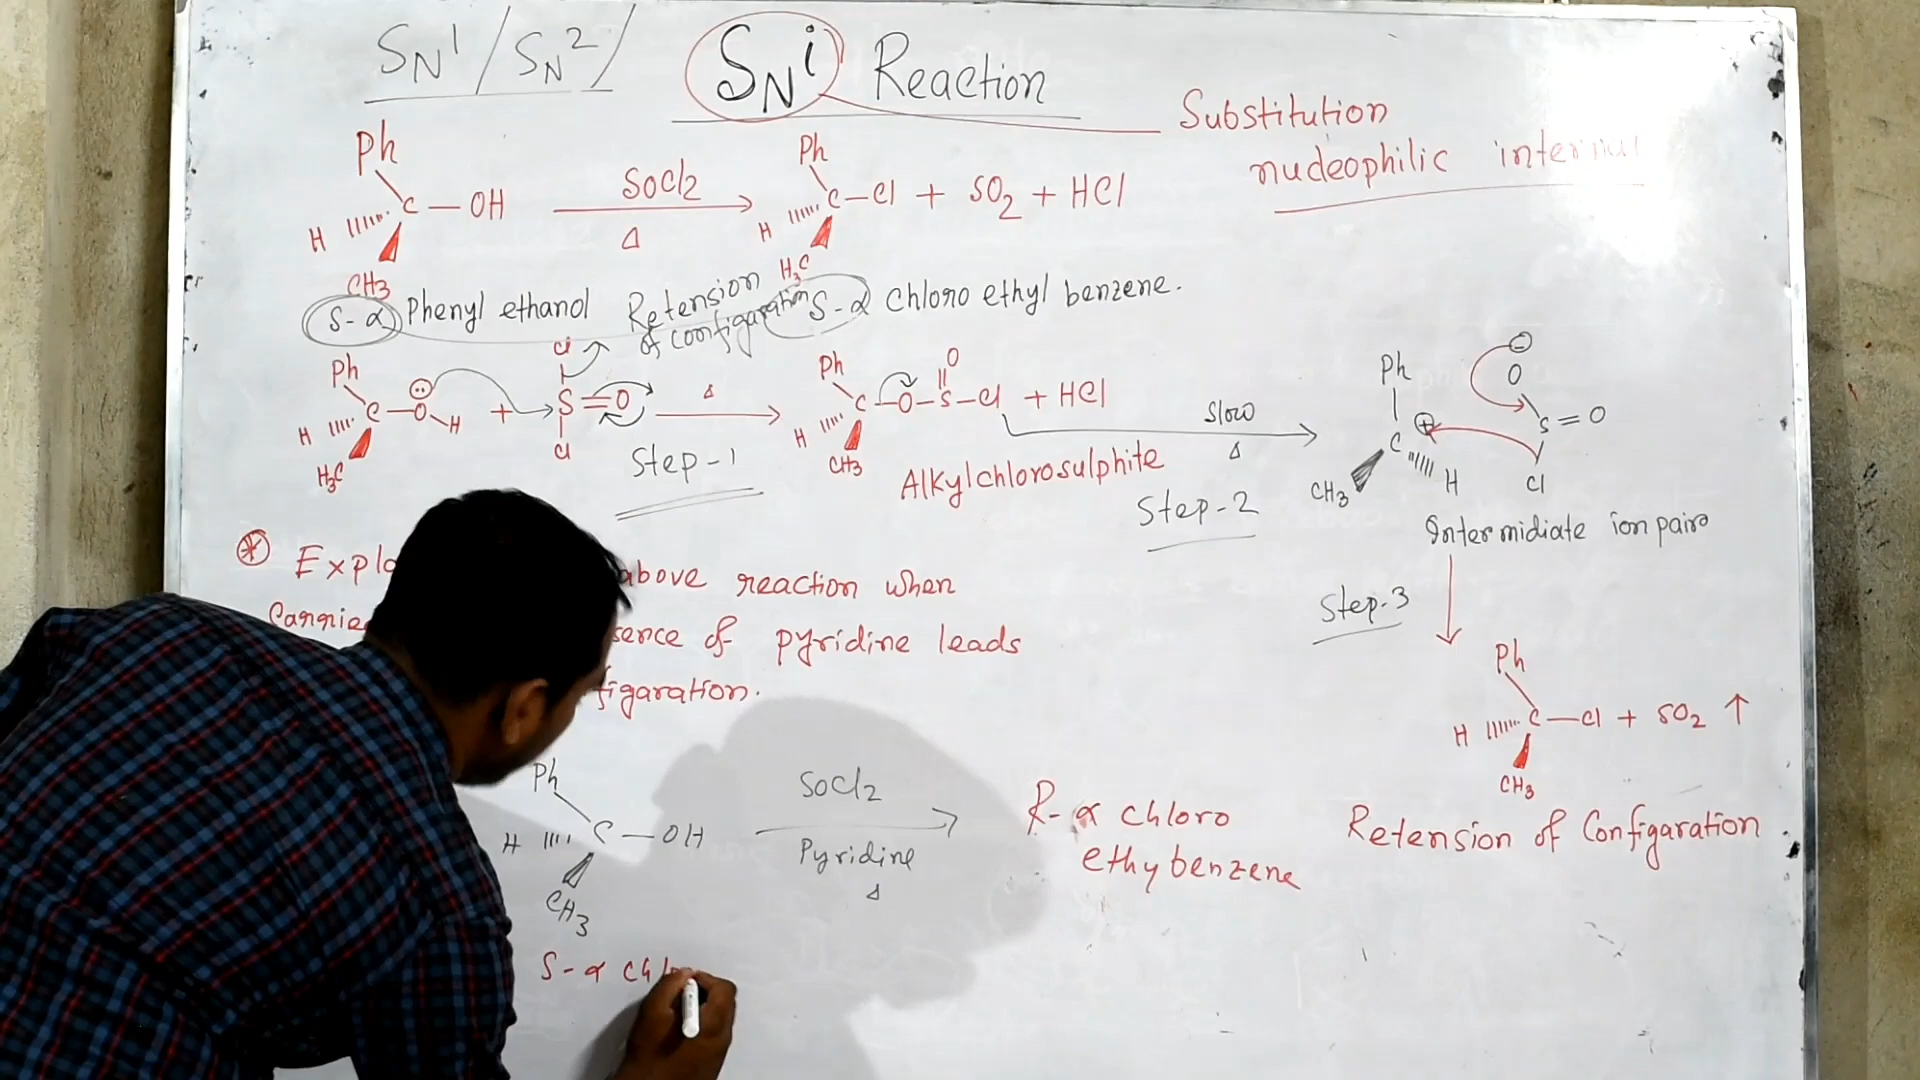 SN1 / SN2 / SNi Reaction
Substitution
nucleophilic internal
Ph
C — OH
H
CH3
SOCl2
Δ
Ph
C — Cl + SO2 + HCl
H
H3C
S-α Phenyl ethanol
Retension
of configaration
S-α Chloro ethyl benzene.
Ph
H
C — O
H
H3C
+
Cl
S = O
Cl
Δ
Step-1
Ph
O
C — O — S — Cl + HCl
H
CH3
Alkylchlorosulphite
Slow
Δ
Step-2
Ph
C
⊕
CH3
H
⊖
O
S = O
Cl
Intermidiate ion pair
Step-3
Ph
C — Cl + SO2 ↑
H
CH3
Retension of Configaration
above reaction when
of pyridine leads
Ph
H
C — OH
CH3
SOCl2
Pyridine
Δ
R-α chloro
ethybenzene
S-α